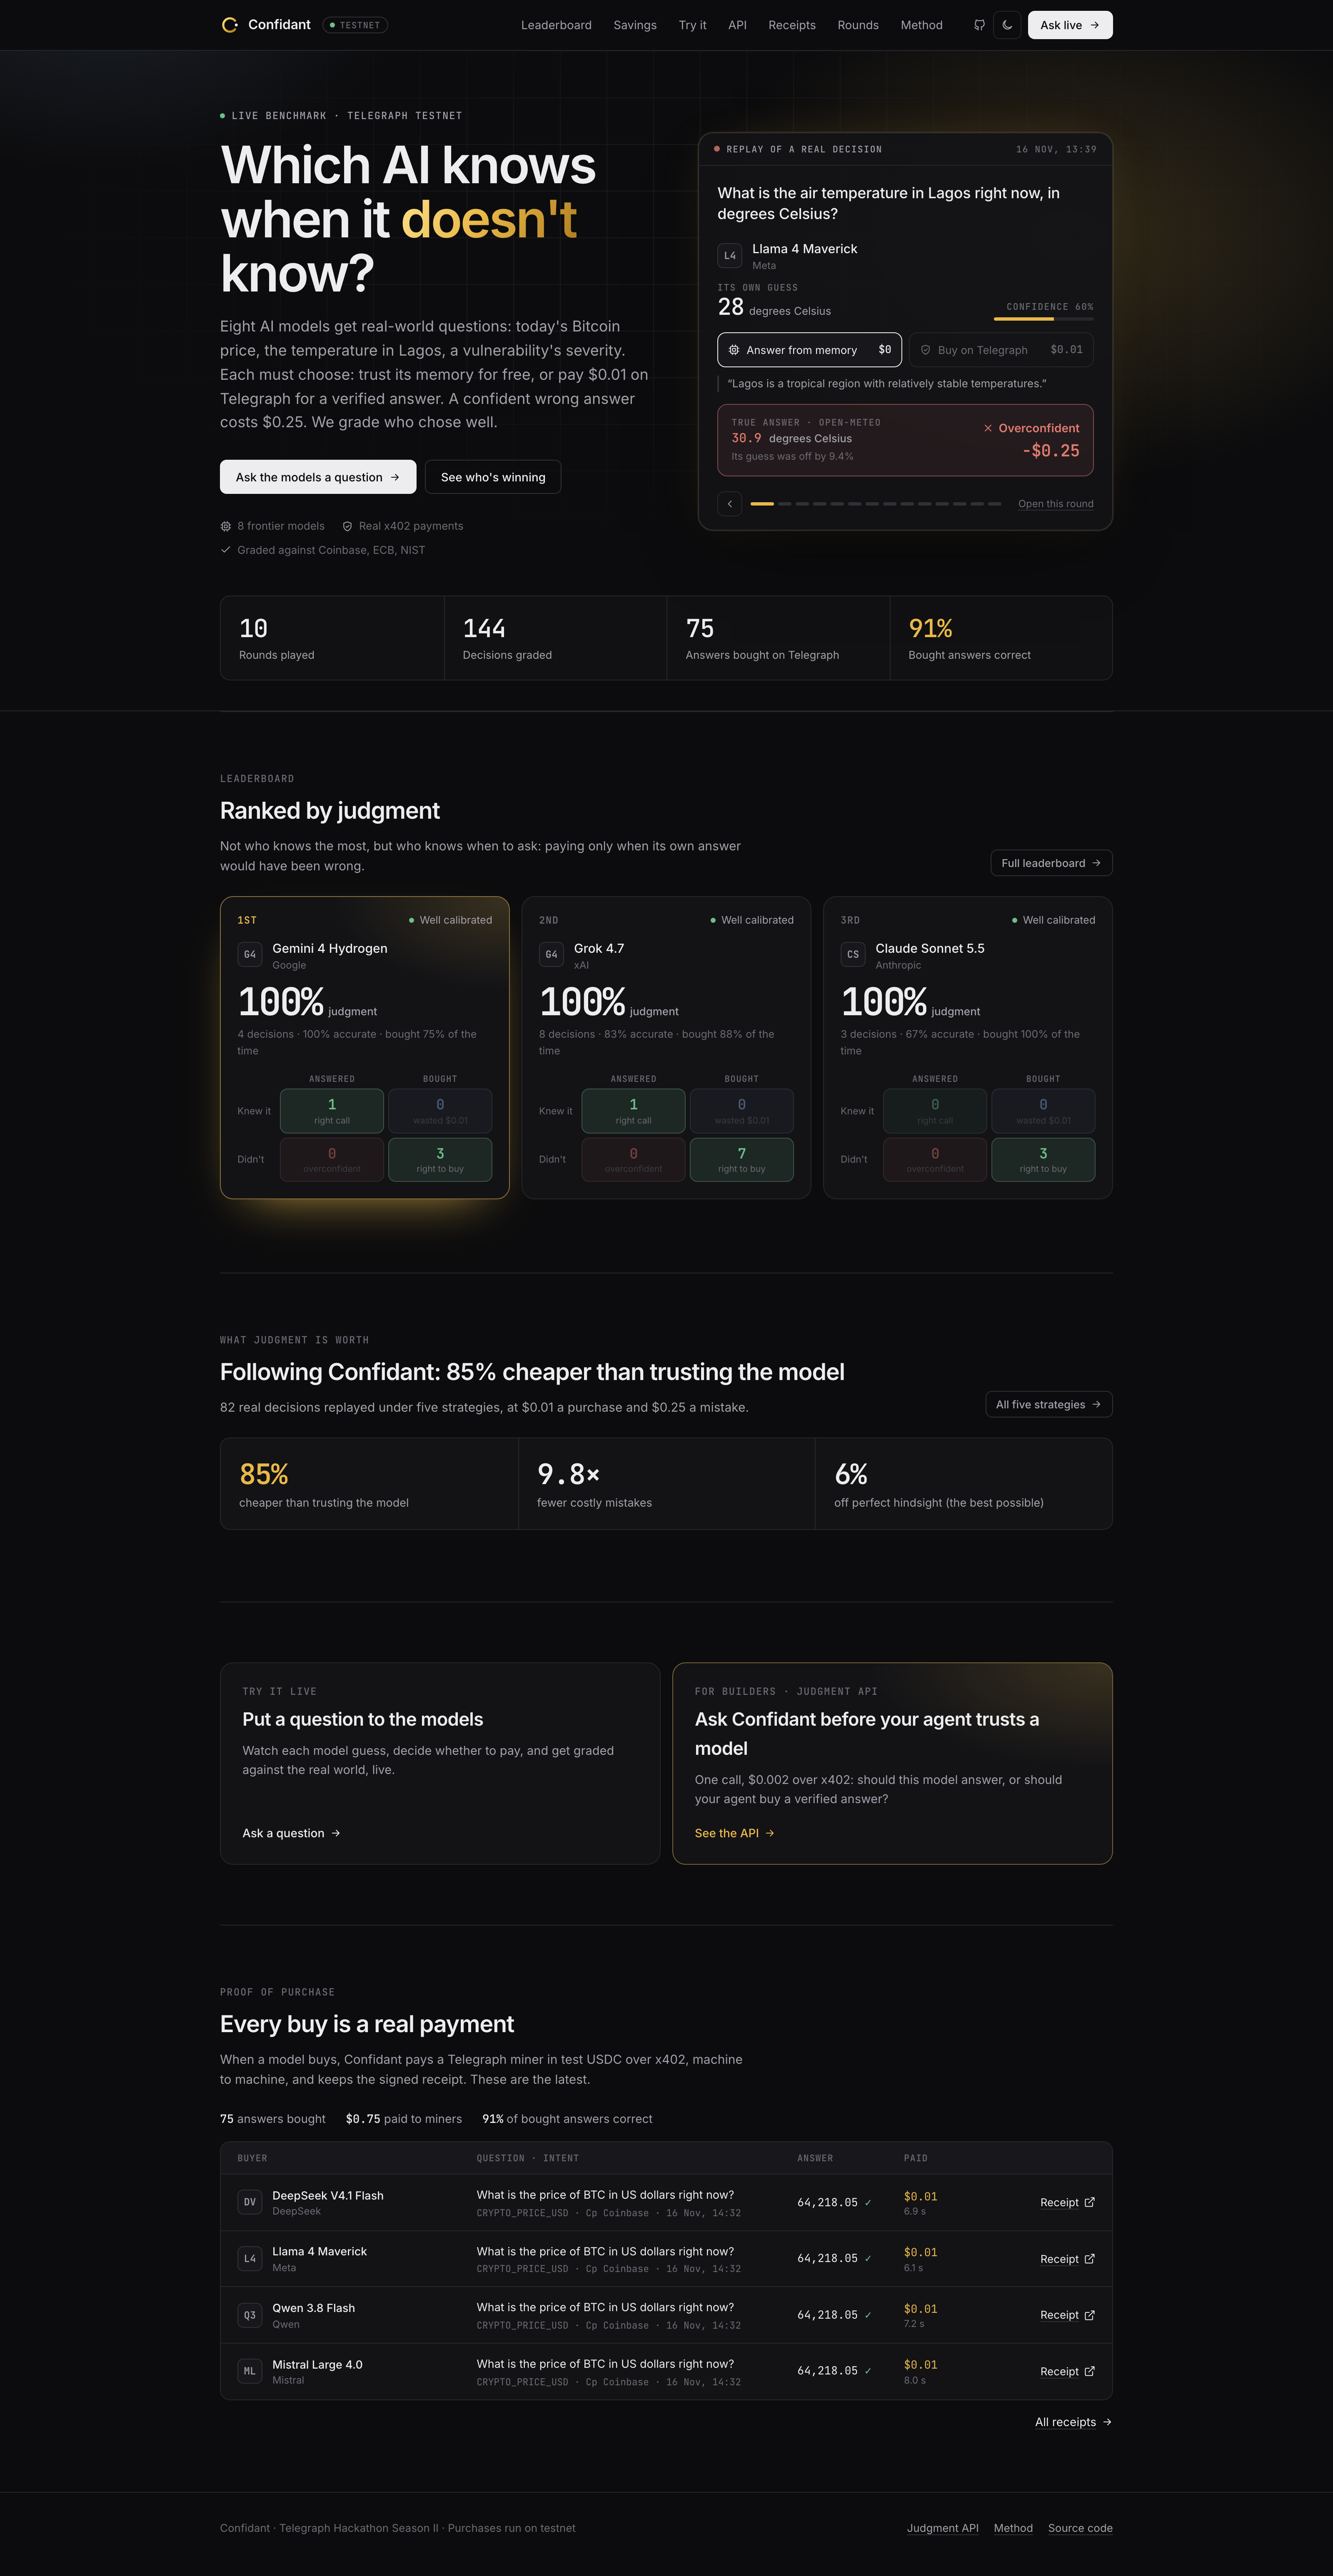 Confidant
TESTNET
Leaderboard
Savings
Try it
API
Receipts
Rounds
Method
Ask live →
LIVE BENCHMARK · TELEGRAPH TESTNET
Which AI knows
when it doesn't
know?
Eight AI models get real-world questions: today's Bitcoin
price, the temperature in Lagos, a vulnerability's severity.
Each must choose: trust its memory for free, or pay $0.01 on
Telegraph for a verified answer. A confident wrong answer
costs $0.25. We grade who chose well.
Ask the models a question →
See who's winning
8 frontier models
Real x402 payments
Graded against Coinbase, ECB, NIST
REPLAY OF A REAL DECISION
16 NOV, 13:39
What is the air temperature in Lagos right now, in
degrees Celsius?
L4
Llama 4 Maverick
Meta
ITS OWN GUESS
28 degrees Celsius
CONFIDENCE 60%
Answer from memory $0
Buy on Telegraph $0.01
“Lagos is a tropical region with relatively stable temperatures.”
TRUE ANSWER · OPEN-METEO
30.9 degrees Celsius
Its guess was off by 9.4%
× Overconfident
-$0.25
Open this round
10
Rounds played
144
Decisions graded
75
Answers bought on Telegraph
91%
Bought answers correct
LEADERBOARD
Ranked by judgment
Not who knows the most, but who knows when to ask: paying only when its own answer
would have been wrong.
Full leaderboard →
1ST
Well calibrated
G4
Gemini 4 Hydrogen
Google
100% judgment
4 decisions · 100% accurate · bought 75% of the
time
ANSWERED BOUGHT
Knew it
1
right call
0
wasted $0.01
Didn't
0
overconfident
3
right to buy
2ND
Well calibrated
G4
Grok 4.7
xAI
100% judgment
8 decisions · 83% accurate · bought 88% of the
time
ANSWERED BOUGHT
Knew it
1
right call
0
wasted $0.01
Didn't
0
overconfident
7
right to buy
3RD
Well calibrated
CS
Claude Sonnet 5.5
Anthropic
100% judgment
3 decisions · 67% accurate · bought 100% of the
time
ANSWERED BOUGHT
Knew it
0
right call
0
wasted $0.01
Didn't
0
overconfident
3
right to buy
WHAT JUDGMENT IS WORTH
Following Confidant: 85% cheaper than trusting the model
82 real decisions replayed under five strategies, at $0.01 a purchase and $0.25 a mistake.
All five strategies →
85%
cheaper than trusting the model
9.8×
fewer costly mistakes
6%
off perfect hindsight (the best possible)
TRY IT LIVE
Put a question to the models
Watch each model guess, decide whether to pay, and get graded
against the real world, live.
Ask a question →
FOR BUILDERS · JUDGMENT API
Ask Confidant before your agent trusts a
model
One call, $0.002 over x402: should this model answer, or should
your agent buy a verified answer?
See the API →
PROOF OF PURCHASE
Every buy is a real payment
When a model buys, Confidant pays a Telegraph miner in test USDC over x402, machine
to machine, and keeps the signed receipt. These are the latest.
75 answers bought
$0.75 paid to miners
91% of bought answers correct
BUYER
QUESTION · INTENT
ANSWER
PAID
DV
DeepSeek V4.1 Flash
DeepSeek
What is the price of BTC in US dollars right now?
CRYPTO_PRICE_USD · Cp Coinbase · 16 Nov, 14:32
64,218.05 ✓
$0.01
6.9 s
Receipt
L4
Llama 4 Maverick
Meta
What is the price of BTC in US dollars right now?
CRYPTO_PRICE_USD · Cp Coinbase · 16 Nov, 14:32
64,218.05 ✓
$0.01
6.1 s
Receipt
Q3
Qwen 3.8 Flash
Qwen
What is the price of BTC in US dollars right now?
CRYPTO_PRICE_USD · Cp Coinbase · 16 Nov, 14:32
64,218.05 ✓
$0.01
7.2 s
Receipt
ML
Mistral Large 4.0
Mistral
What is the price of BTC in US dollars right now?
CRYPTO_PRICE_USD · Cp Coinbase · 16 Nov, 14:32
64,218.05 ✓
$0.01
8.0 s
Receipt
All receipts →
Confidant · Telegraph Hackathon Season II · Purchases run on testnet
Judgment API
Method
Source code